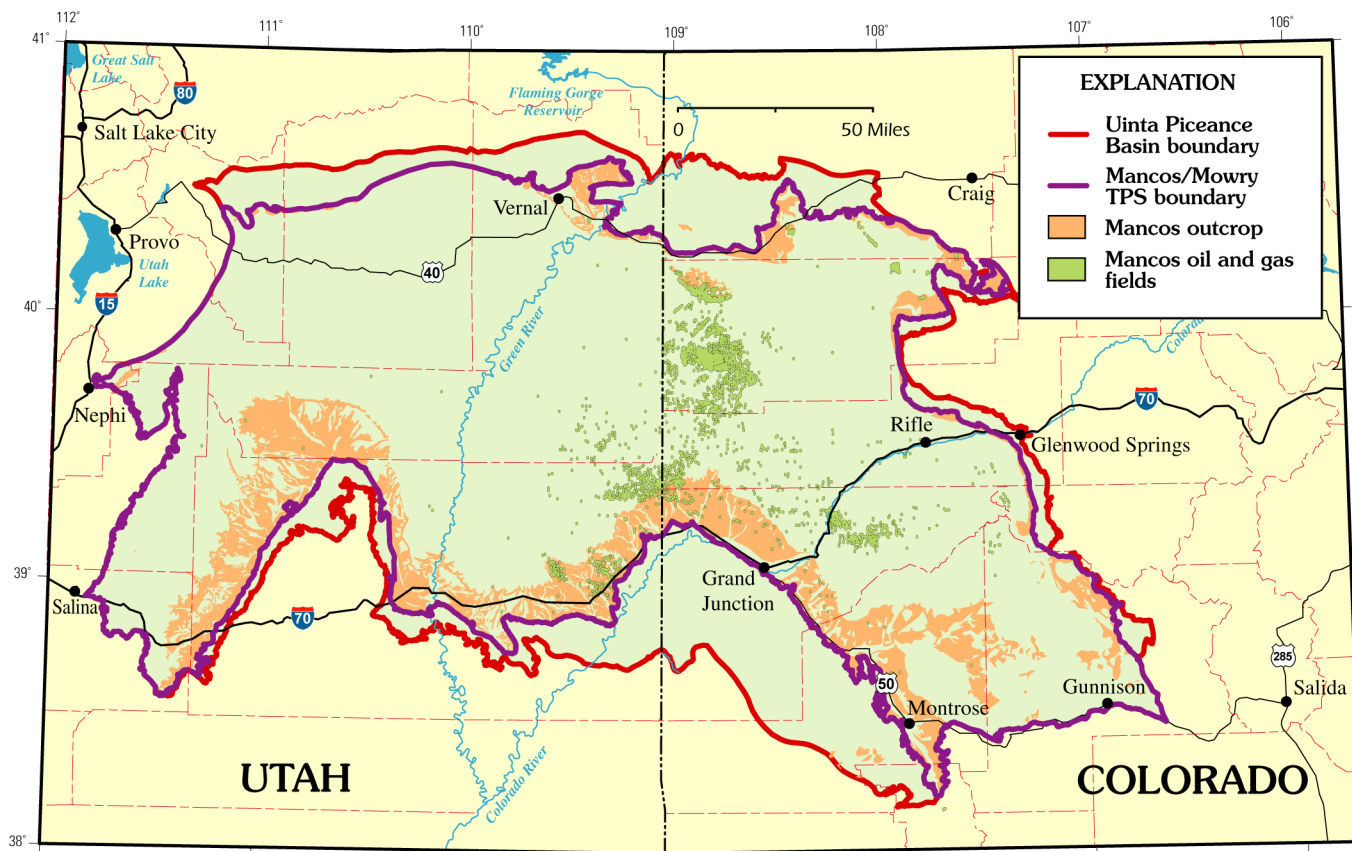 112°
111°
110°
109°
108°
107°
106°
41°
40°
39°
38°
Great Salt
Lake
80
Salt Lake City
Flaming Gorge
Reservoir
0
50 Miles
EXPLANATION
Uinta Piceance
Basin boundary
Mancos/Mowry
TPS boundary
Mancos outcrop
Mancos oil and gas
fields
Craig
Vernal
Provo
Utah
Lake
40
15
Green River
Colorado
70
Nephi
Rifle
Glenwood Springs
Grand
Junction
Salina
70
50
285
Gunnison
Salida
Montrose
Colorado River
UTAH
COLORADO